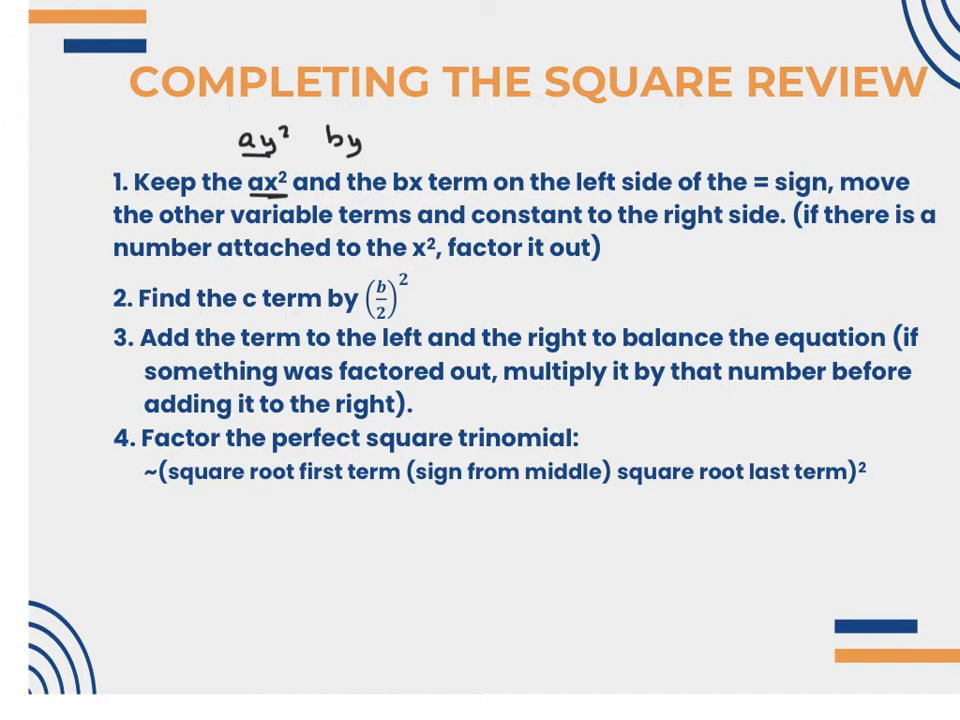 COMPLETING THE SQUARE REVIEW
ay² by
1. Keep the ax² and the bx term on the left side of the = sign, move
the other variable terms and constant to the right side. (if there is a
number attached to the x², factor it out)
2. Find the c term by (b/2)²
3. Add the term to the left and the right to balance the equation (if
something was factored out, multiply it by that number before
adding it to the right).
4. Factor the perfect square trinomial:
~(square root first term (sign from middle) square root last term)²